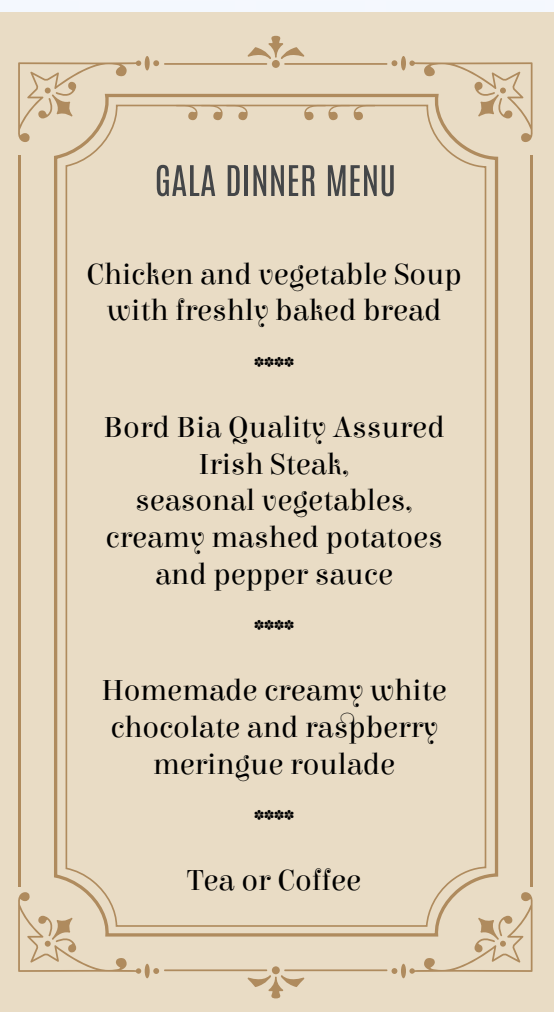 GALA DINNER MENU
Chicken and vegetable Soup
with freshly baked bread
****
Bord Bia Quality Assured
Irish Steak,
seasonal vegetables,
creamy mashed potatoes
and pepper sauce
****
Homemade creamy white
chocolate and raspberry
meringue roulade
****
Tea or Coffee